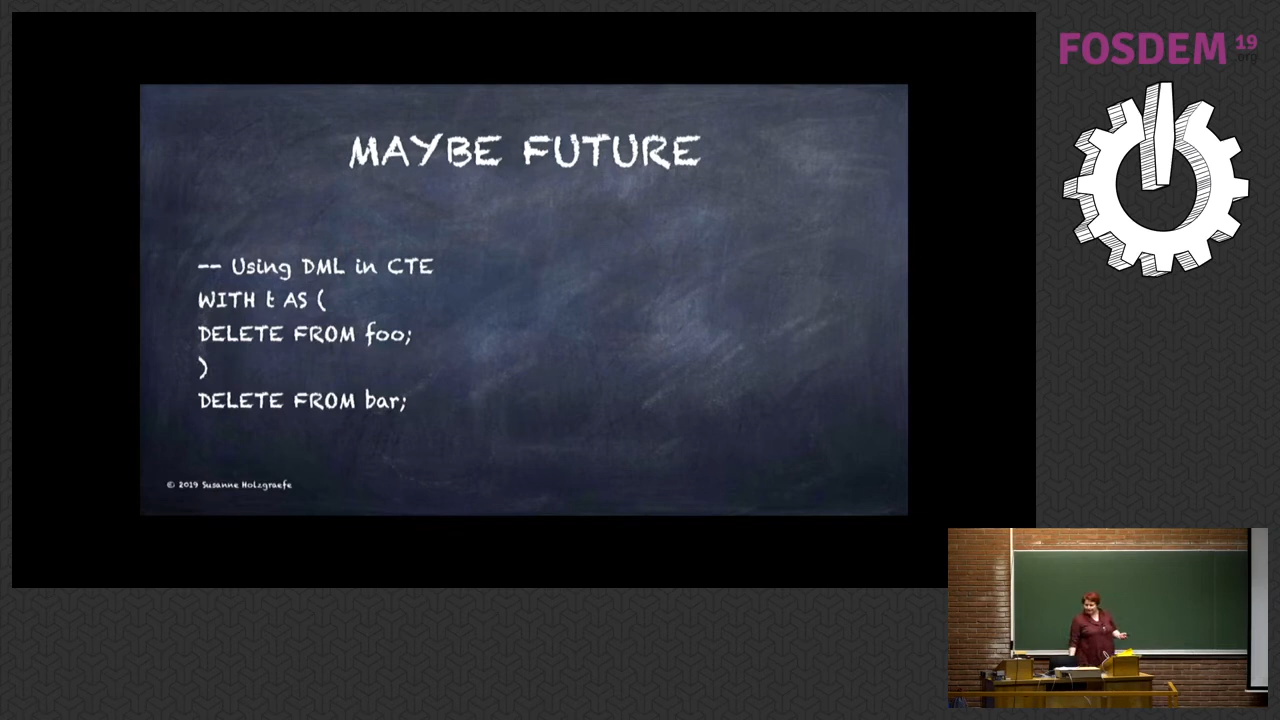 FOSDEM 19
.org
MAYBE FUTURE
-- Using DML in CTE
WITH t AS (
DELETE FROM foo;
)
DELETE FROM bar;
© 2019 Susanne Holzgraefe